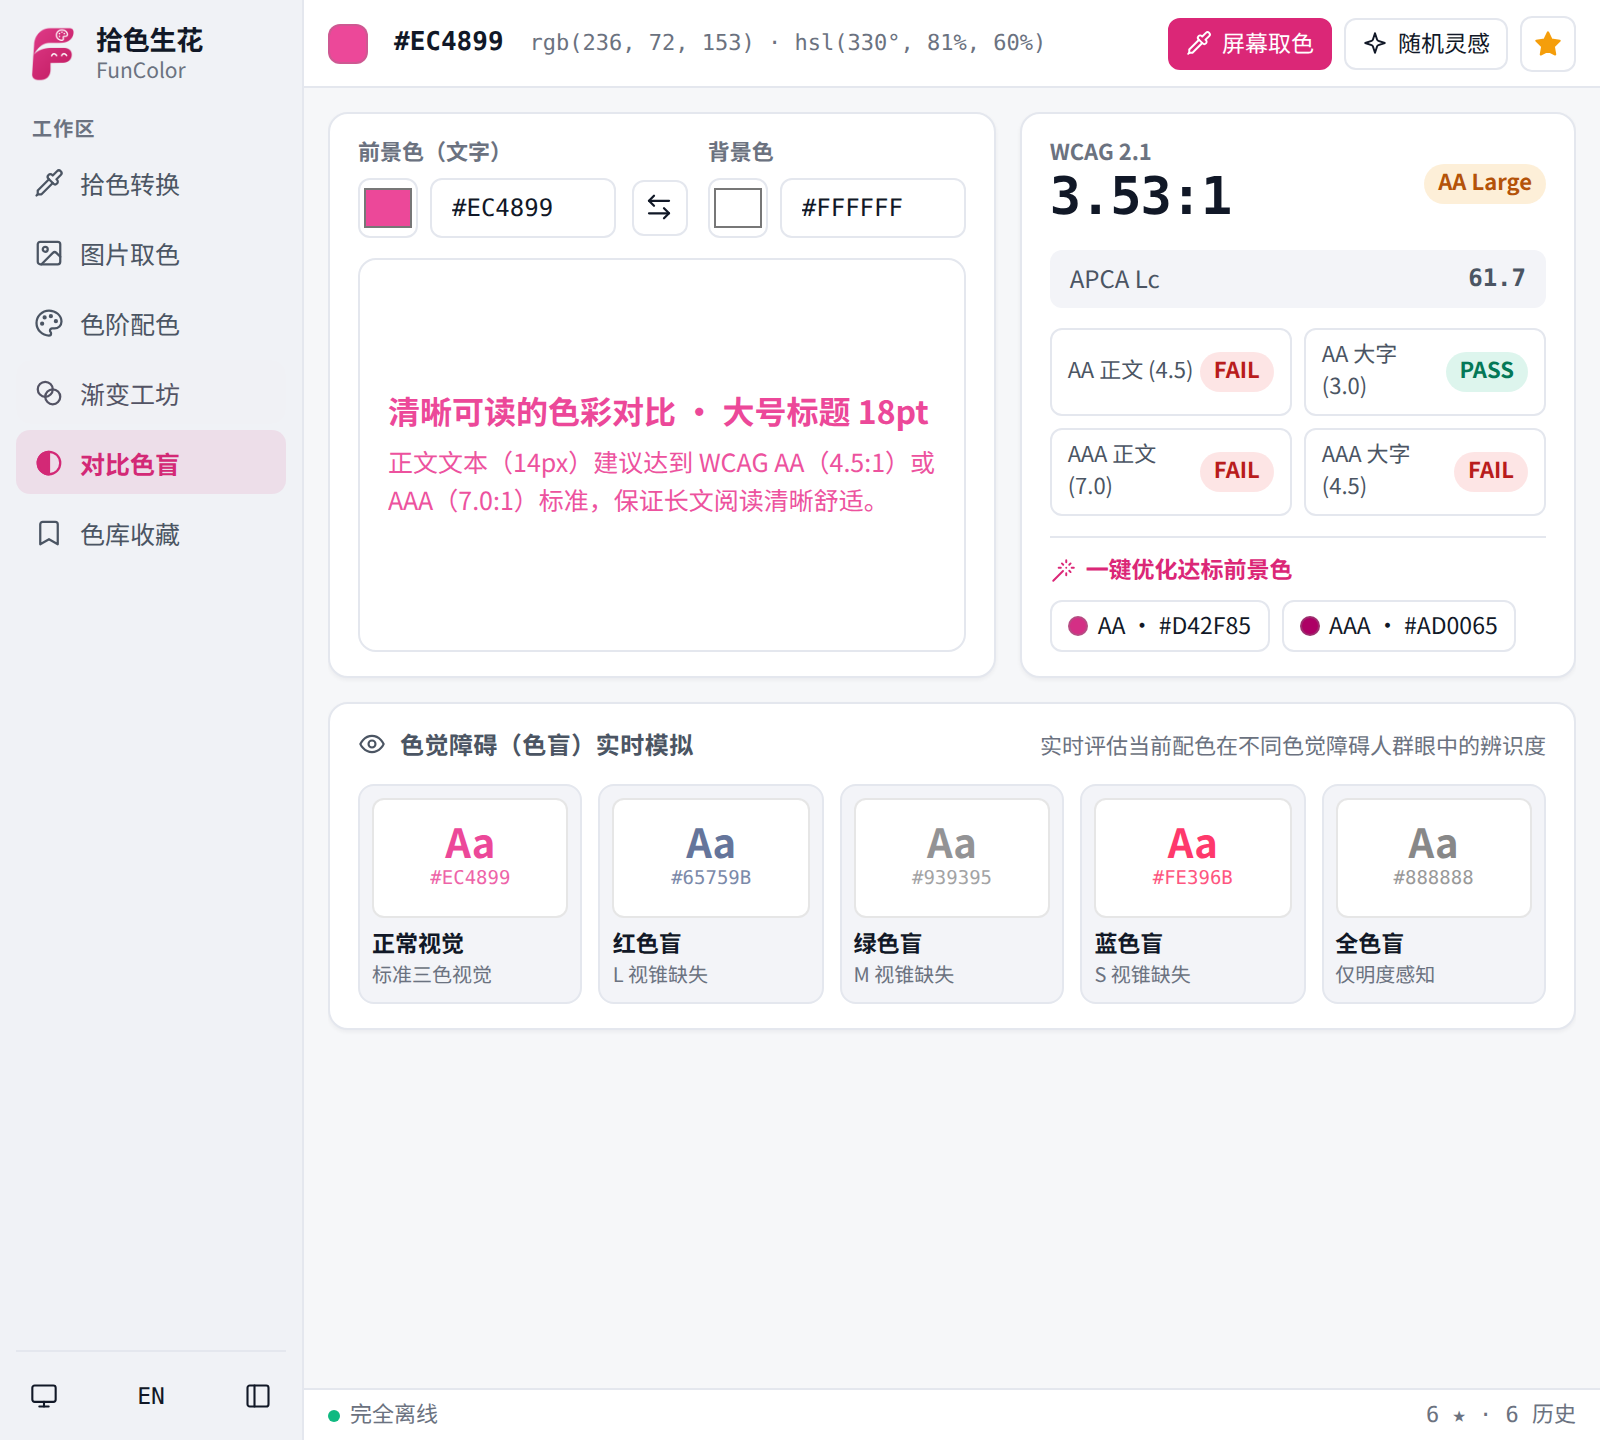 拾色生花
FunColor
工作区
拾色转换
图片取色
色阶配色
渐变工坊
对比色盲
色库收藏
EN
#EC4899
rgb(236, 72, 153) · hsl(330°, 81%, 60%)
屏幕取色
随机灵感
前景色（文字）
背景色
#EC4899
#FFFFFF
清晰可读的色彩对比 · 大号标题 18pt
正文文本（14px）建议达到 WCAG AA（4.5:1）或
AAA（7.0:1）标准，保证长文阅读清晰舒适。
WCAG 2.1
3.53:1
AA Large
APCA Lc
61.7
AA 正文 (4.5)
FAIL
AA 大字
(3.0)
PASS
AAA 正文
(7.0)
FAIL
AAA 大字
(4.5)
FAIL
一键优化达标前景色
AA · #D42F85
AAA · #AD0065
色觉障碍（色盲）实时模拟
实时评估当前配色在不同色觉障碍人群眼中的辨识度
Aa
#EC4899
正常视觉
标准三色视觉
Aa
#65759B
红色盲
L 视锥缺失
Aa
#939395
绿色盲
M 视锥缺失
Aa
#FE396B
蓝色盲
S 视锥缺失
Aa
#888888
全色盲
仅明度感知
完全离线
6 ★ · 6 历史